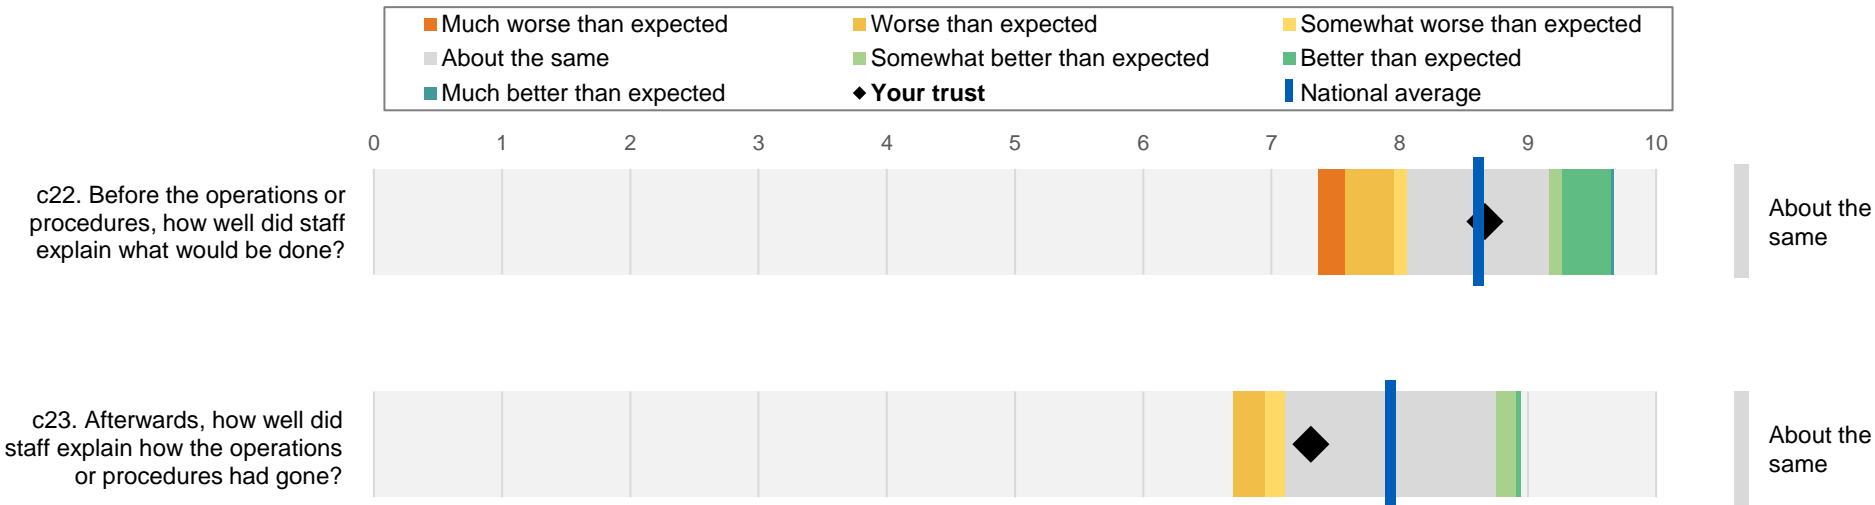 Much worse than expected
Worse than expected
Somewhat worse than expected
About the same
Somewhat better than expected
Better than expected
Much better than expected
Your trust
National average
0 1 2 3 4 5 6 7 8 9 10
c22. Before the operations or
procedures, how well did staff
explain what would be done?
About the
same
c23. Afterwards, how well did
staff explain how the operations
or procedures had gone?
About the
same